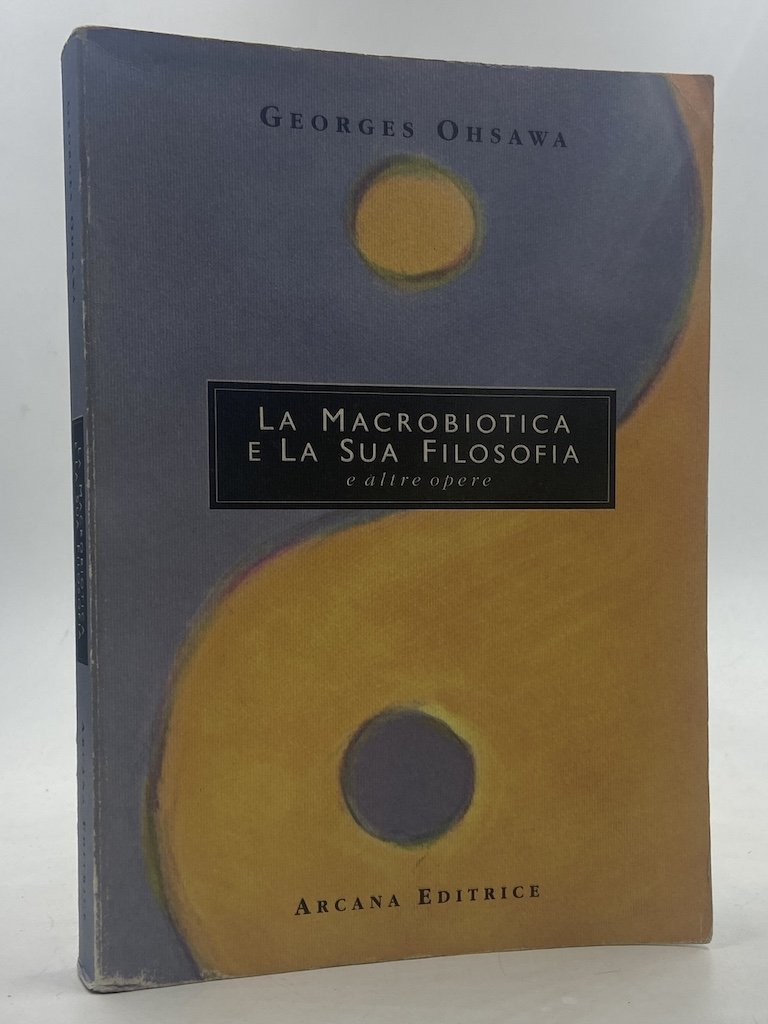 GEORGES OHSAWA
LA MACROBIOTICA
E LA SUA FILOSOFIA
e altre opere
ARCANA EDITRICE